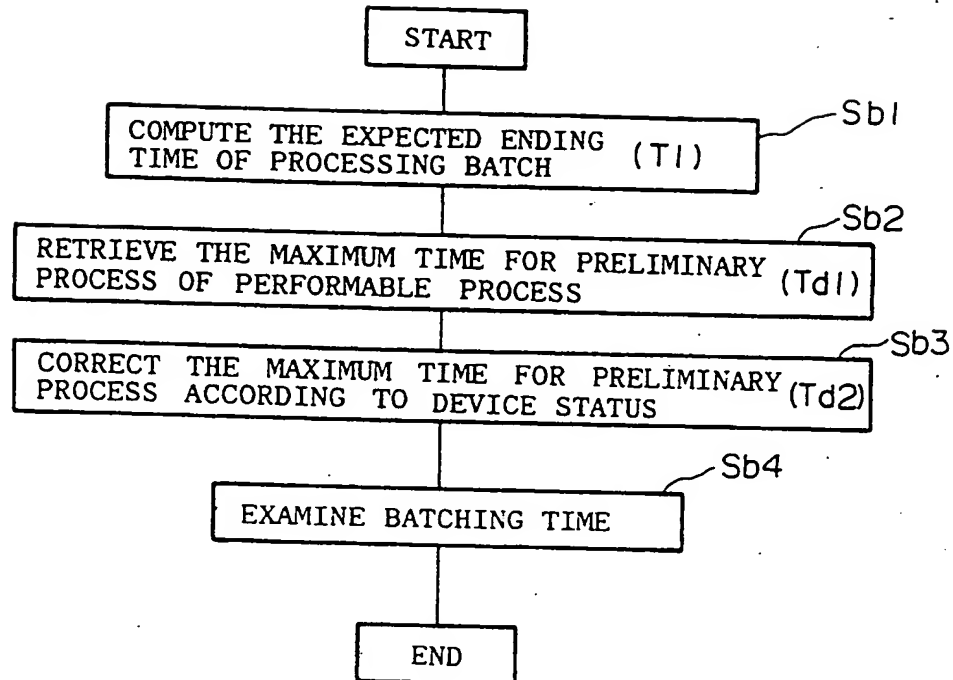 START
Sb1
COMPUTE THE EXPECTED ENDING
TIME OF PROCESSING BATCH (T1)
Sb2
RETRIEVE THE MAXIMUM TIME FOR PRELIMINARY
PROCESS OF PERFORMABLE PROCESS (Td1)
Sb3
CORRECT THE MAXIMUM TIME FOR PRELIMINARY
PROCESS ACCORDING TO DEVICE STATUS (Td2)
Sb4
EXAMINE BATCHING TIME
END